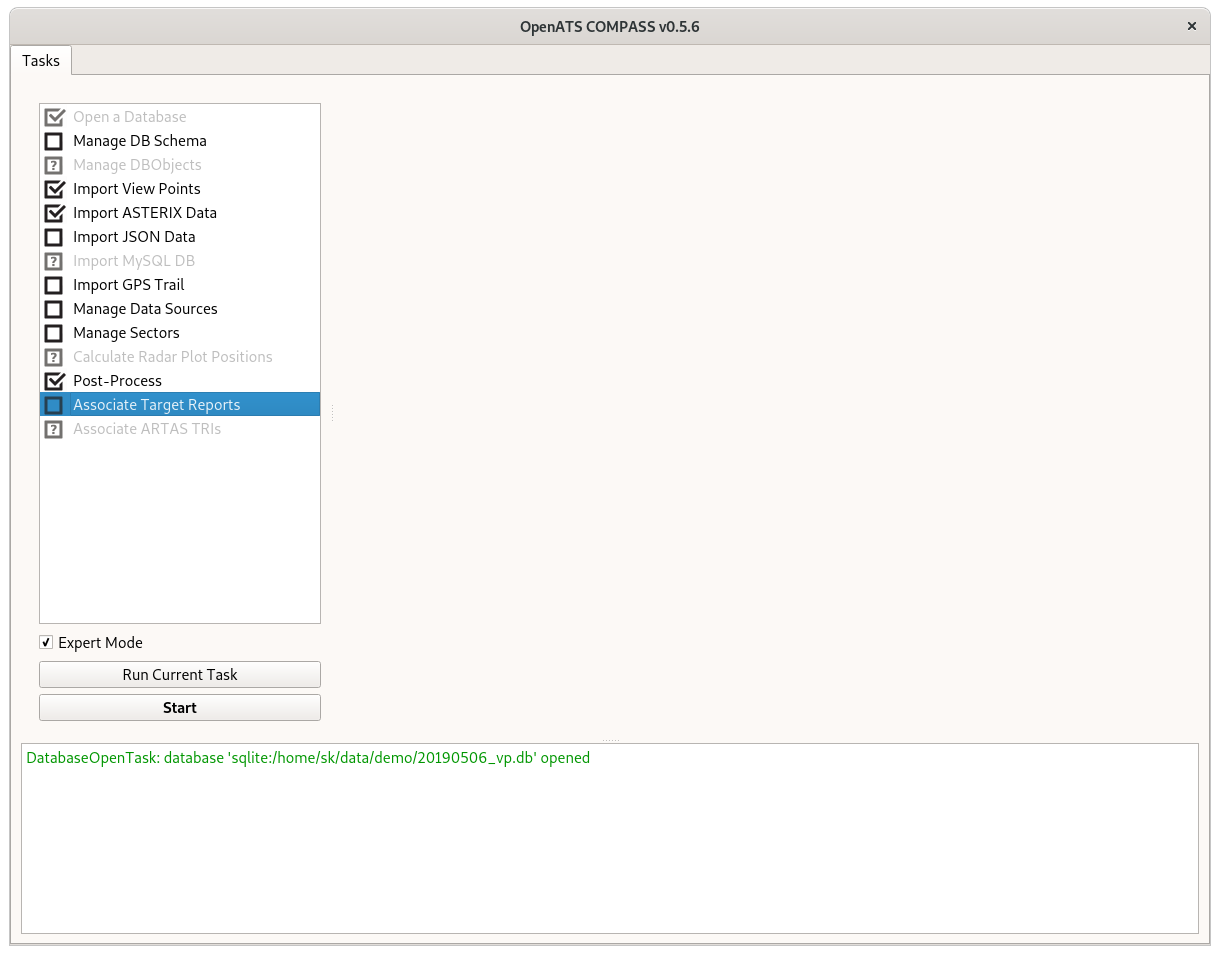 OpenATS COMPASS v0.5.6
Tasks
Open a Database
Manage DB Schema
Manage DBObjects
Import View Points
Import ASTERIX Data
Import JSON Data
Import MySQL DB
Import GPS Trail
Manage Data Sources
Manage Sectors
Calculate Radar Plot Positions
Post-Process
Associate Target Reports
Associate ARTAS TRIs
Expert Mode
Run Current Task
Start
DatabaseOpenTask: database 'sqlite:/home/sk/data/demo/20190506_vp.db' opened